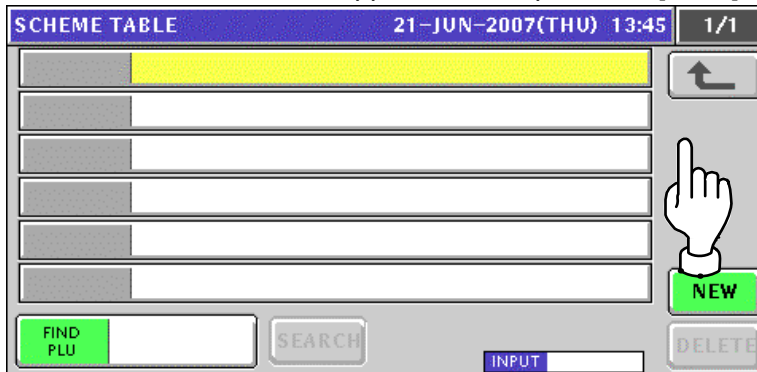 SCHEME TABLE 21-JUN-2007(THU) 13:45 1/1
NEW
FIND
PLU
SEARCH
INPUT
DELETE